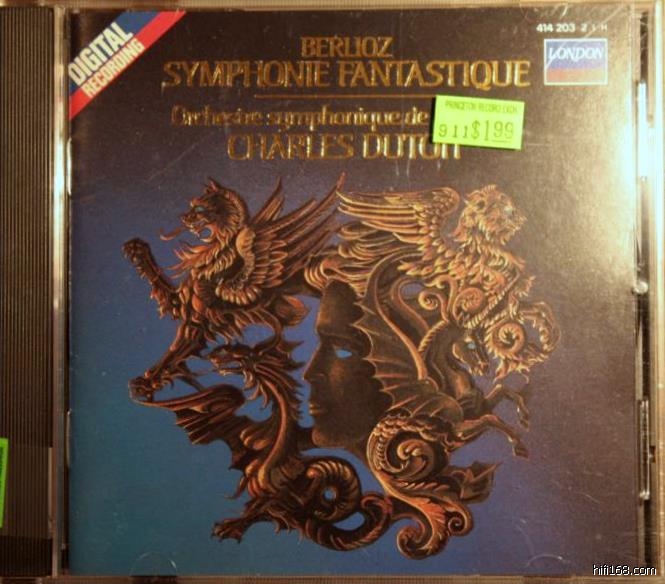 DIGITAL
RECORDING
414 203-2 LH
LONDON
BERLIOZ
SYMPHONIE FANTASTIQUE
Orchestre symphonique de
CHARLES DUTOIT
PRINCETON RECORD EXCH.
911 $1.99
hifi168.com